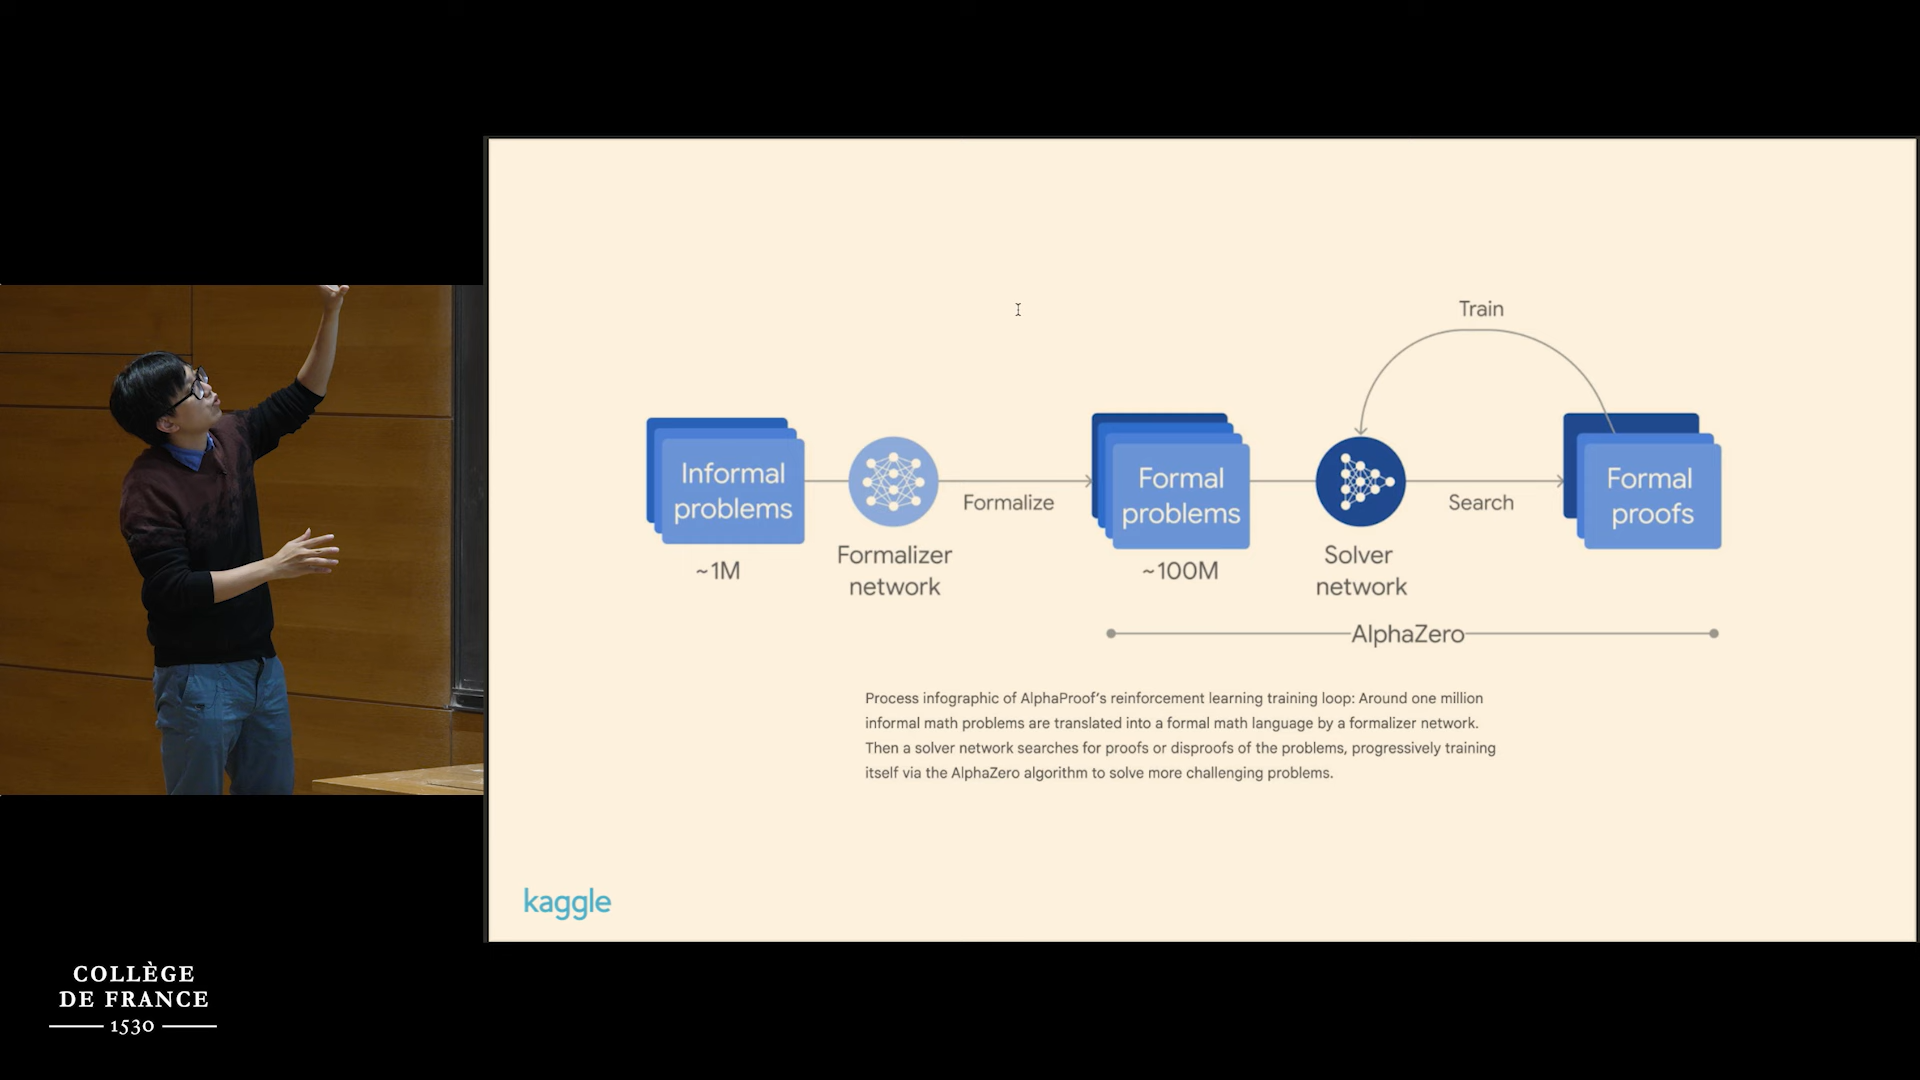 Train
Informal
problems
~1M
Formalizer
network
Formalize
Formal
problems
~100M
Solver
network
Search
Formal
proofs
AlphaZero
Process infographic of AlphaProof's reinforcement learning training loop: Around one million
informal math problems are translated into a formal math language by a formalizer network.
Then a solver network searches for proofs or disproofs of the problems, progressively training
itself via the AlphaZero algorithm to solve more challenging problems.
kaggle
COLLÈGE
DE FRANCE
1530